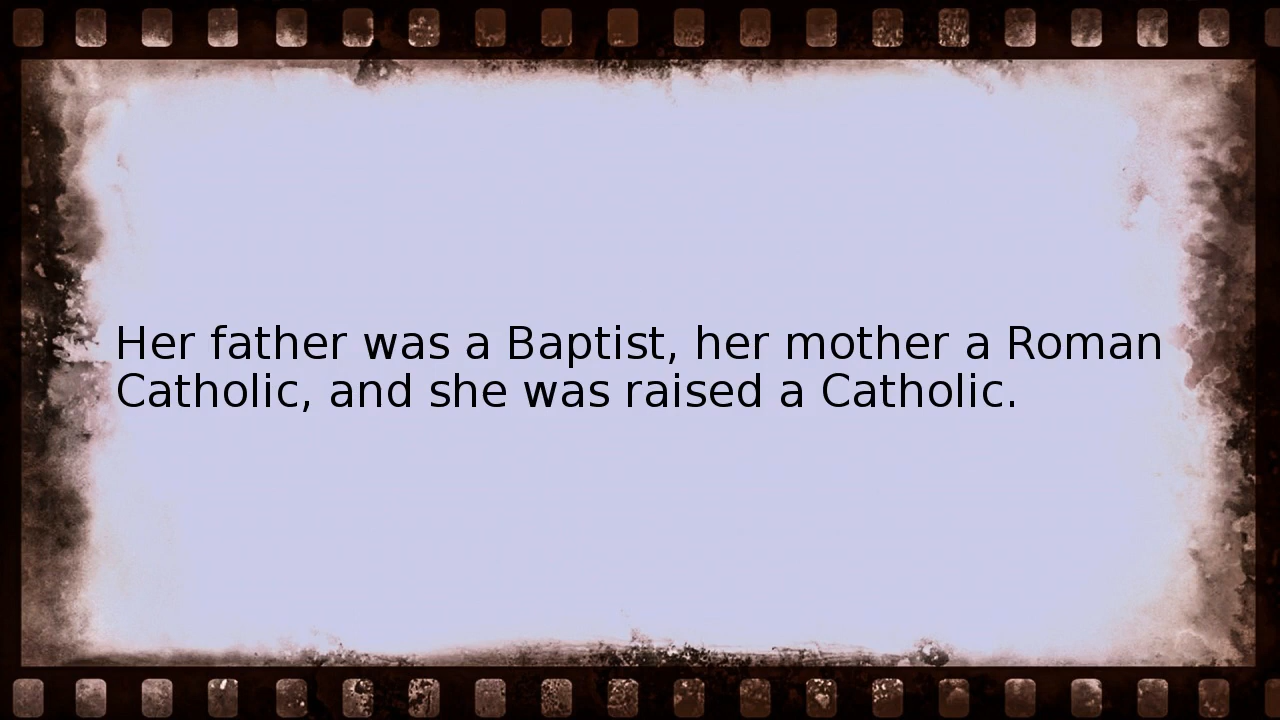 Her father was a Baptist, her mother a Roman
Catholic, and she was raised a Catholic.